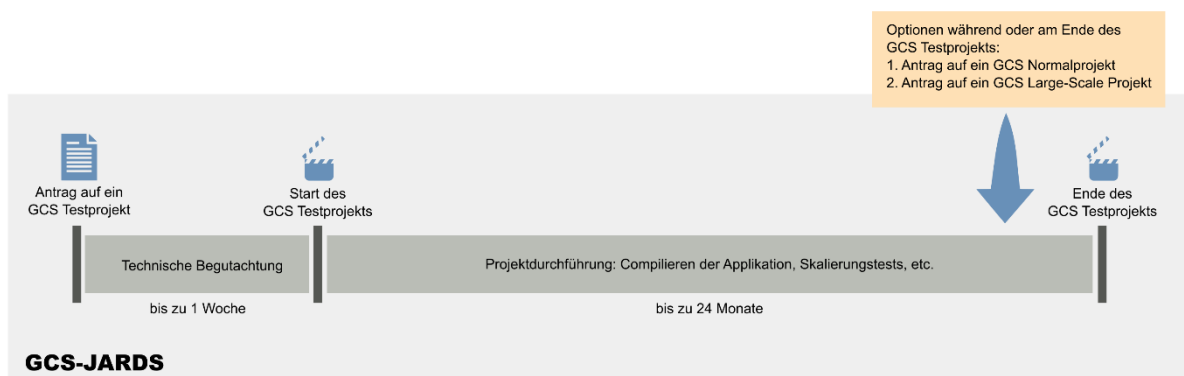 Optionen während oder am Ende des
GCS Testprojekts:
1. Antrag auf ein GCS Normalprojekt
2. Antrag auf ein GCS Large-Scale Projekt
Antrag auf ein
GCS Testprojekt
Start des
GCS Testprojekts
Ende des
GCS Testprojekts
Technische Begutachtung
Projektdurchführung: Compilieren der Applikation, Skalierungstests, etc.
bis zu 1 Woche
bis zu 24 Monate
GCS-JARDS